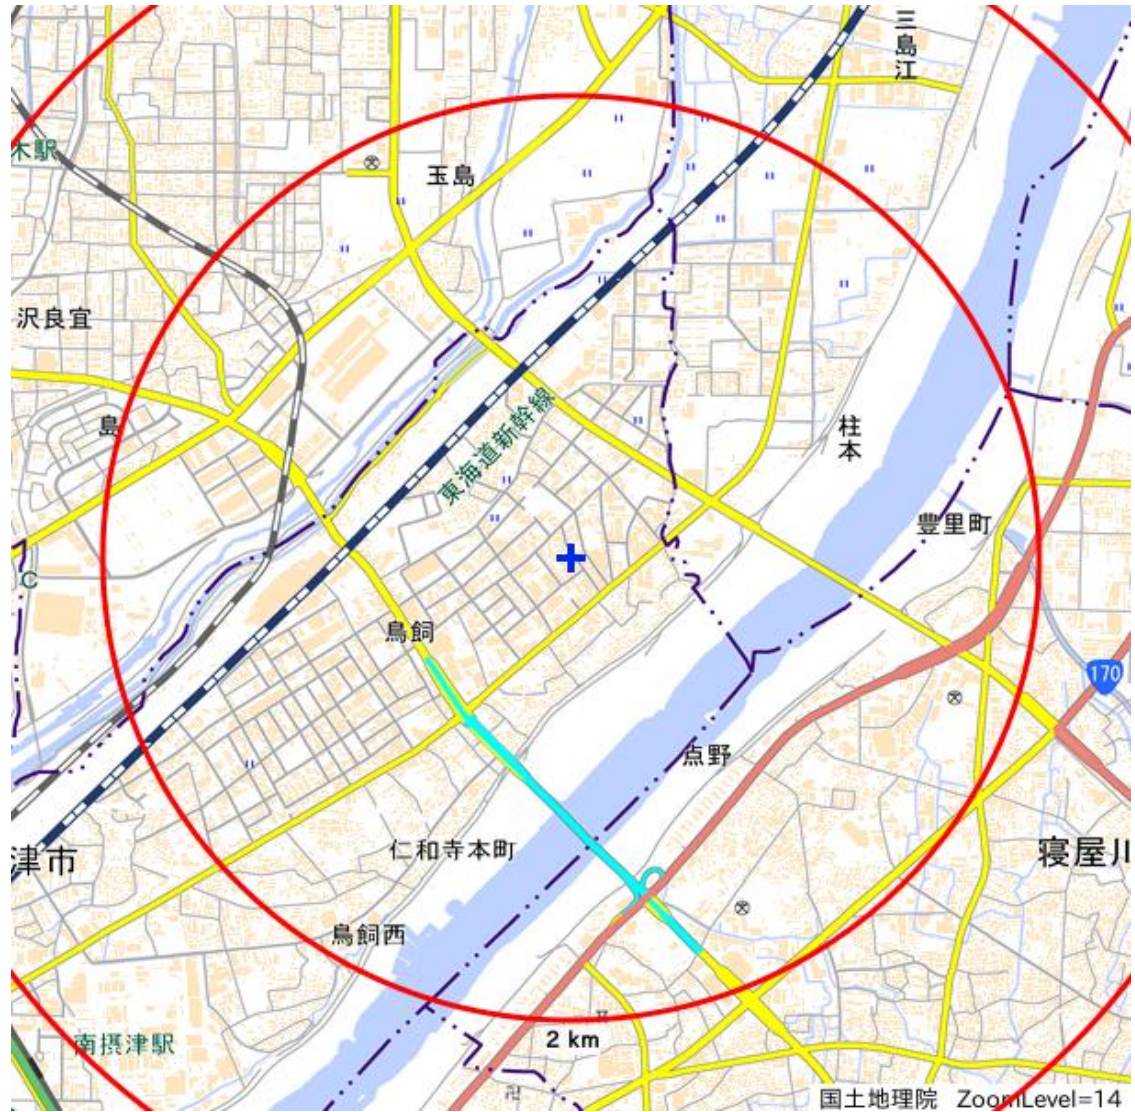 三島江
木駅
玉島
沢良宜
島
東海道新幹線
柱本
豊里町
C
鳥飼
170
点野
仁和寺本町
津市
寝屋川
鳥飼西
2 km
南摂津駅
国土地理院 ZoomLevel=14